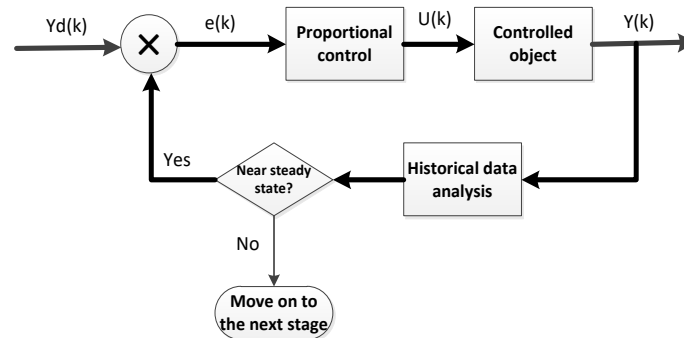 Yd(k)
e(k)
Proportional
control
U(k)
Controlled
object
Y(k)
Yes
Near steady
state?
Historical data
analysis
No
Move on to
the next stage